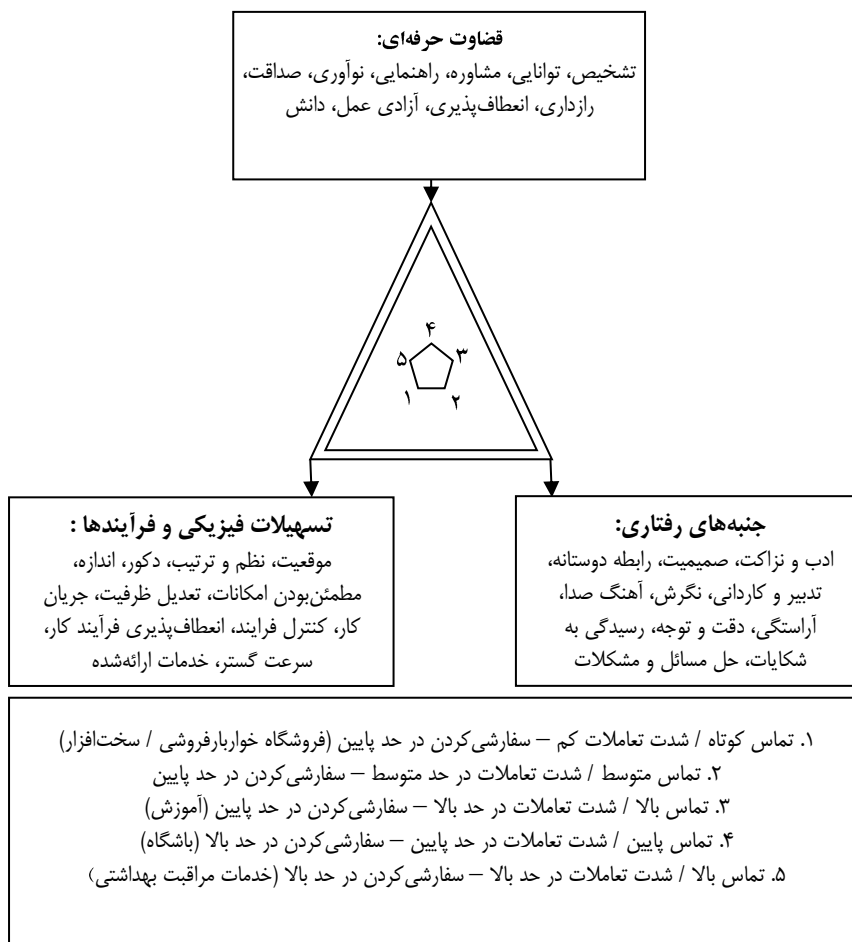 قضاوت حرفه‌ای:
تشخیص، توانایی، مشاوره، راهنمایی، نوآوری، صداقت،
رازداری، انعطاف‌پذیری، آزادی عمل، دانش
۴
۵ ۳
۱ ۲
تسهیلات فیزیکی و فرآیندها :
موقعیت، نظم و ترتیب، دکور، اندازه،
مطمئن‌بودن امکانات، تعدیل ظرفیت، جریان
کار، کنترل فرایند، انعطاف‌پذیری فرآیند کار،
سرعت گستر، خدمات ارائه‌شده
جنبه‌های رفتاری:
ادب و نزاکت، صمیمیت، رابطه دوستانه،
تدبیر و کاردانی، نگرش، آهنگ صدا،
آراستگی، دقت و توجه، رسیدگی به
شکایات، حل مسائل و مشکلات
۱. تماس کوتاه / شدت تعاملات کم – سفارشی‌کردن در حد پایین (فروشگاه خواربارفروشی / سخت‌افزار)
۲. تماس متوسط / شدت تعاملات در حد متوسط – سفارشی‌کردن در حد پایین
۳. تماس بالا / شدت تعاملات در حد بالا – سفارشی‌کردن در حد پایین (آموزش)
۴. تماس پایین / شدت تعاملات در حد پایین – سفارشی‌کردن در حد بالا (باشگاه)
۵. تماس بالا / شدت تعاملات در حد بالا – سفارشی‌کردن در حد بالا (خدمات مراقبت بهداشتی)